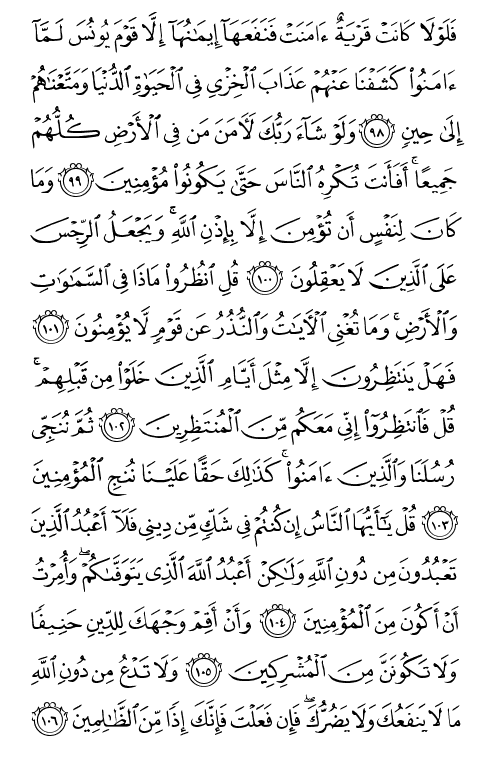 فَلَوۡلَا كَانَتۡ قَرۡيَةٌ ءَامَنَتۡ فَنَفَعَهَآ إِيمَٰنُهَآ إِلَّا قَوۡمَ يُونُسَ لَمَّآ
ءَامَنُواْ كَشَفۡنَا عَنۡهُمۡ عَذَابَ ٱلۡخِزۡيِ فِي ٱلۡحَيَوٰةِ ٱلدُّنۡيَا وَمَتَّعۡنَٰهُمۡ
إِلَىٰ حِينٖ ٩٨ وَلَوۡ شَآءَ رَبُّكَ لَأٓمَنَ مَن فِي ٱلۡأَرۡضِ كُلُّهُمۡ
جَمِيعًاۚ أَفَأَنتَ تُكۡرِهُ ٱلنَّاسَ حَتَّىٰ يَكُونُواْ مُؤۡمِنِينَ ٩٩ وَمَا
كَانَ لِنَفۡسٍ أَن تُؤۡمِنَ إِلَّا بِإِذۡنِ ٱللَّهِۚ وَيَجۡعَلُ ٱلرِّجۡسَ
عَلَى ٱلَّذِينَ لَا يَعۡقِلُونَ ١٠٠ قُلِ ٱنظُرُواْ مَاذَا فِي ٱلسَّمَٰوَٰتِ
وَٱلۡأَرۡضِۚ وَمَا تُغۡنِي ٱلۡأٓيَٰتُ وَٱلنُّذُرُ عَن قَوۡمٖ لَّا يُؤۡمِنُونَ ١٠١
فَهَلۡ يَنتَظِرُونَ إِلَّا مِثۡلَ أَيَّامِ ٱلَّذِينَ خَلَوۡاْ مِن قَبۡلِهِمۡۚ
قُلۡ فَٱنتَظِرُوٓاْ إِنِّي مَعَكُم مِّنَ ٱلۡمُنتَظِرِينَ ١٠٢ ثُمَّ نُنَجِّي
رُسُلَنَا وَٱلَّذِينَ ءَامَنُواْۚ كَذَٰلِكَ حَقًّا عَلَيۡنَا نُنجِ ٱلۡمُؤۡمِنِينَ
١٠٣ قُلۡ يَٰٓأَيُّهَا ٱلنَّاسُ إِن كُنتُمۡ فِي شَكّٖ مِّن دِينِي فَلَآ أَعۡبُدُ ٱلَّذِينَ
تَعۡبُدُونَ مِن دُونِ ٱللَّهِ وَلَٰكِنۡ أَعۡبُدُ ٱللَّهَ ٱلَّذِي يَتَوَفَّىٰكُمۡۖ وَأُمِرۡتُ
أَنۡ أَكُونَ مِنَ ٱلۡمُؤۡمِنِينَ ١٠٤ وَأَنۡ أَقِمۡ وَجۡهَكَ لِلدِّينِ حَنِيفٗا
وَلَا تَكُونَنَّ مِنَ ٱلۡمُشۡرِكِينَ ١٠٥ وَلَا تَدۡعُ مِن دُونِ ٱللَّهِ
مَا لَا يَنفَعُكَ وَلَا يَضُرُّكَۖ فَإِن فَعَلۡتَ فَإِنَّكَ إِذٗا مِّنَ ٱلظَّٰلِمِينَ ١٠٦